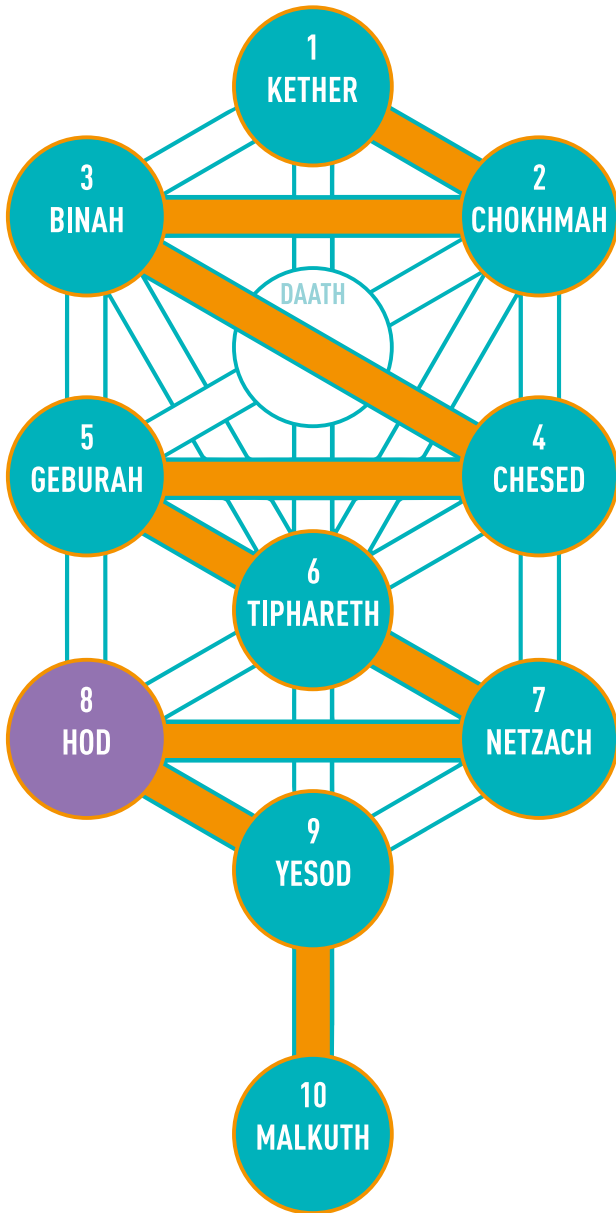 1
KETHER
3
BINAH
2
CHOKHMAH
DAATH
5
GEBURAH
4
CHESED
6
TIPHARETH
8
HOD
7
NETZACH
9
YESOD
10
MALKUTH